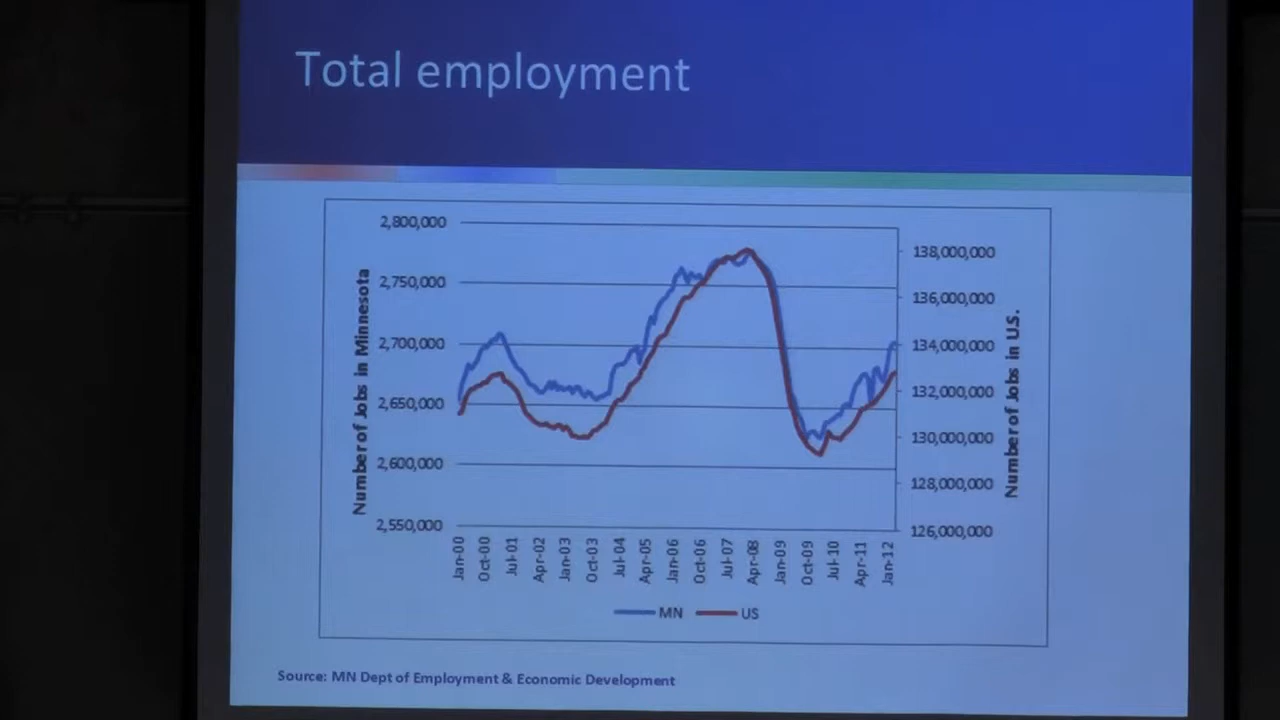 Total employment
2,800,000
2,750,000
2,700,000
2,650,000
2,600,000
2,550,000
Number of Jobs in Minnesota
138,000,000
136,000,000
134,000,000
132,000,000
130,000,000
128,000,000
126,000,000
Number of Jobs in U.S.
Jan-00
Oct-00
Jul-01
Apr-02
Jan-03
Oct-03
Jul-04
Apr-05
Jan-06
Oct-06
Jul-07
Apr-08
Jan-09
Oct-09
Jul-10
Apr-11
Jan-12
MN US
Source: MN Dept of Employment & Economic Development